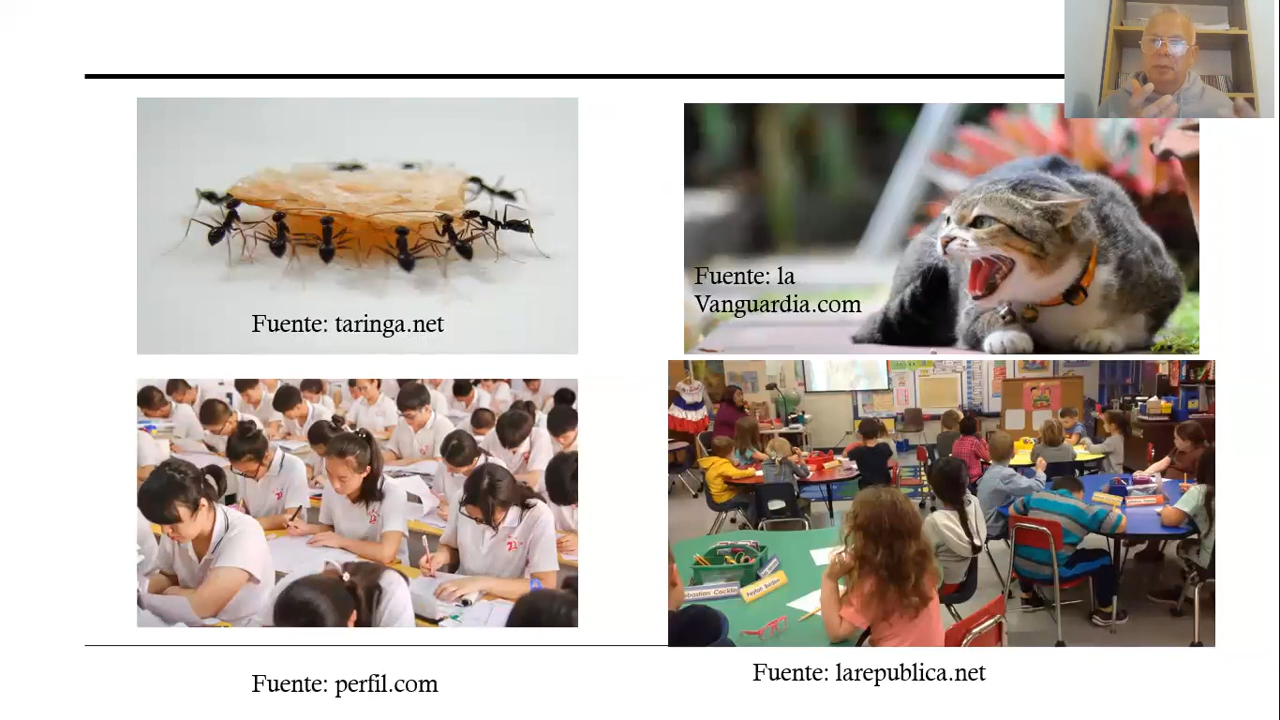 Fuente: taringa.net
Fuente: la
Vanguardia.com
Fuente: perfil.com
Fuente: larepublica.net